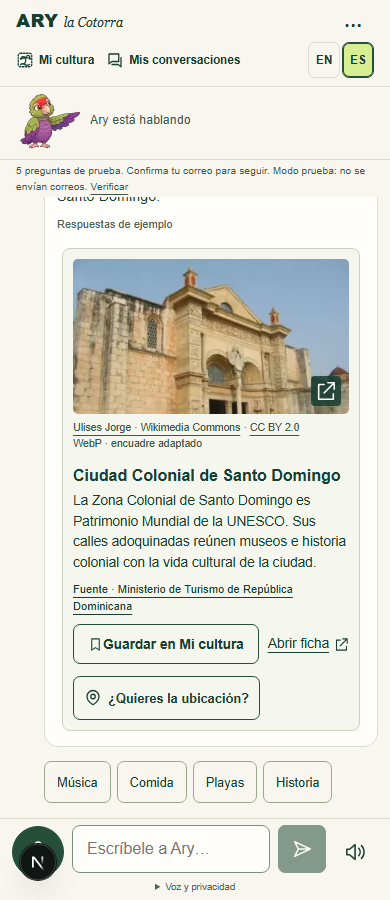 ARY la Cotorra
...
Mi cultura
Mis conversaciones
EN
ES
Ary está hablando
5 preguntas de prueba. Confirma tu correo para seguir. Modo prueba: no se
envían correos. Verificar
Santo Domingo.
Respuestas de ejemplo
Ulises Jorge · Wikimedia Commons · CC BY 2.0
WebP · encuadre adaptado
Ciudad Colonial de Santo Domingo
La Zona Colonial de Santo Domingo es
Patrimonio Mundial de la UNESCO. Sus
calles adoquinadas reúnen museos e historia
colonial con la vida cultural de la ciudad.
Fuente · Ministerio de Turismo de República
Dominicana
Guardar en Mi cultura
Abrir ficha
¿Quieres la ubicación?
Música
Comida
Playas
Historia
N
Escríbele a Ary...
Voz y privacidad